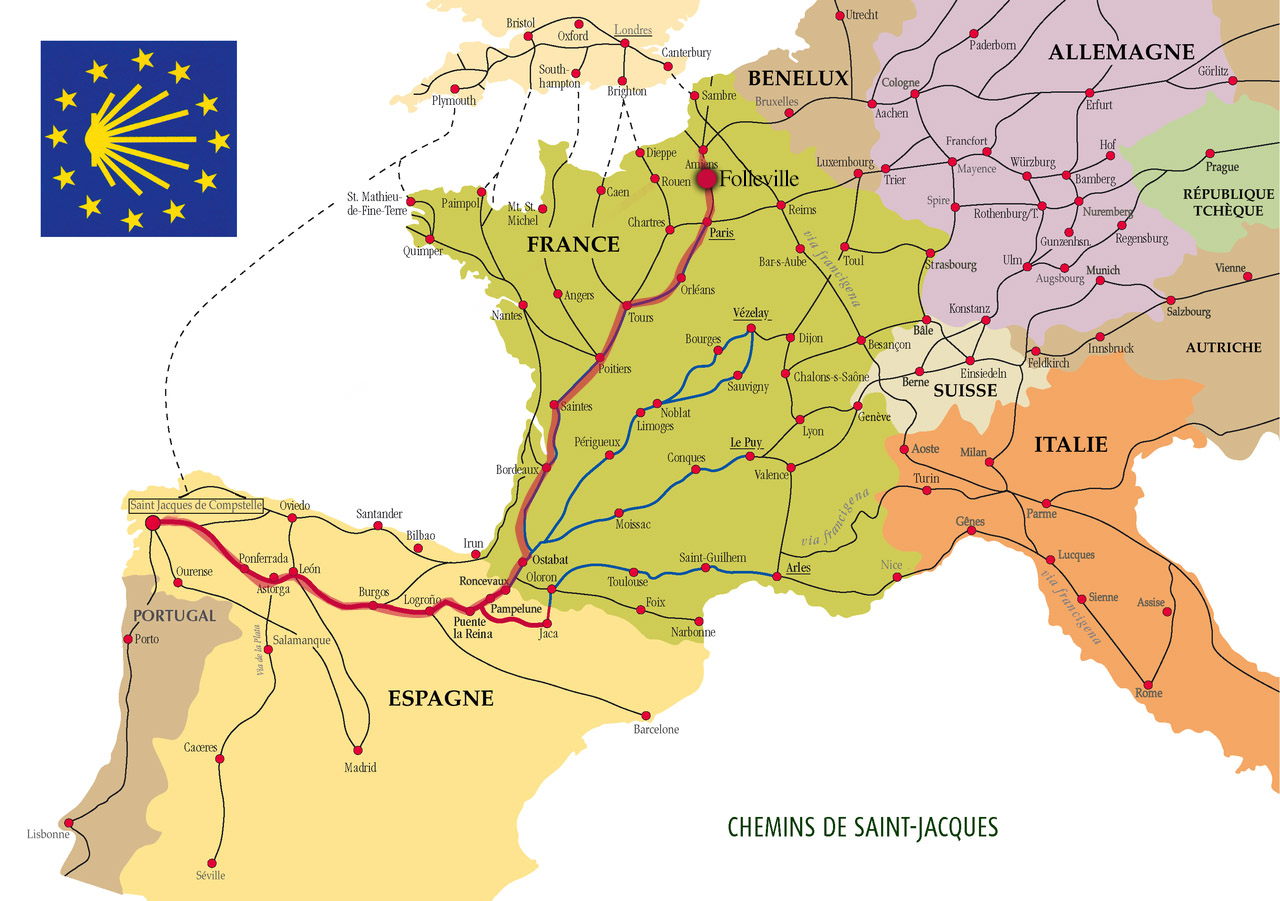 Bristol
Oxford
Londres
Canterbury
South-
hampton
Brighton
Plymouth
Utrecht
BENELUX
Bruxelles
Sambre
Paderborn
ALLEMAGNE
Cologne
Görlitz
Aachen
Erfurt
Dieppe
Amiens
Folleville
Rouen
Luxembourg
Trier
Francfort
Mayence
Würzburg
Hof
Bamberg
Prague
RÉPUBLIQUE
TCHÈQUE
St. Mathieu-
de-Fine-Terre
Paimpol
Mt. St.
Michel
Caen
Chartres
Reims
Spire
Rothenburg/T.
Nuremberg
Gunzenhsn.
Regensburg
Quimper
FRANCE
Paris
Bar-s-Aube
via francigena
Toul
Strasbourg
Ulm
Augsbourg
Munich
Vienne
Angers
Orléans
Nantes
Tours
Vézelay
Konstanz
Salzbourg
Bourges
Dijon
Bâle
Besançon
Feldkirch
Innsbruck
AUTRICHE
Poitiers
Sauvigny
Chalons-s-Saône
Berne
Einsiedeln
SUISSE
Saintes
Noblat
Limoges
Genève
Lyon
Périgueux
Le Puy
Conques
Valence
Aoste
Milan
ITALIE
Bordeaux
Turin
Parme
Saint Jacques de Compstelle
Oviedo
Santander
Bilbao
Irun
Moissac
via francigena
Gênes
Ostabat
Saint-Guilhem
Arles
Nice
Lucques
Ourense
Ponferrada
León
Astorga
Burgos
Logroño
Roncevaux
Oloron
Toulouse
Pampelune
Puente
la Reina
Jaca
Foix
Narbonne
via francigena
Sienne
Assise
PORTUGAL
Porto
Via de la Plata
Salamanque
ESPAGNE
Rome
Barcelone
Caceres
Madrid
Lisbonne
Séville
CHEMINS DE SAINT-JACQUES